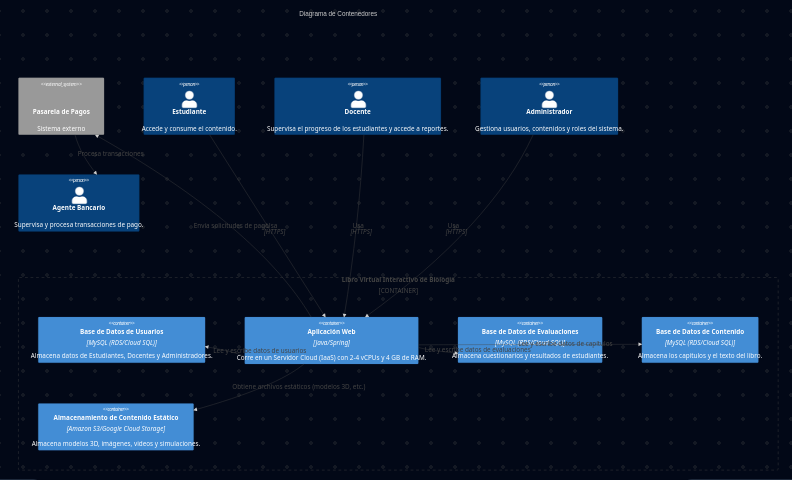 Diagrama de Contenedores
<<external_system>>
Pasarela de Pagos
Sistema externo
<<person>>
Estudiante
Accede y consume el contenido.
<<person>>
Docente
Supervisa el progreso de los estudiantes y accede a reportes.
<<person>>
Administrador
Gestiona usuarios, contenidos y roles del sistema.
Procesa transacciones
<<person>>
Agente Bancario
Supervisa y procesa transacciones de pago.
Envía solicitudes de pago
Usa
[HTTPS]
Usa
[HTTPS]
Usa
[HTTPS]
Libro Virtual Interactivo de Biología
[CONTAINER]
<<container>>
Base de Datos de Usuarios
[MySQL (RDS/Cloud SQL)]
Almacena datos de Estudiantes, Docentes y Administradores.
<<container>>
Aplicación Web
[Java/Spring]
Corre en un Servidor Cloud (IaaS) con 2-4 vCPUs y 4 GB de RAM.
<<container>>
Base de Datos de Evaluaciones
[MySQL (RDS/Cloud SQL)]
Almacena cuestionarios y resultados de estudiantes.
<<container>>
Base de Datos de Contenido
[MySQL (RDS/Cloud SQL)]
Almacena los capítulos y el texto del libro.
Lee y escribe datos de usuarios
Lee y escribe datos de evaluaciones
datos de capítulos
Obtiene archivos estáticos (modelos 3D, etc.)
<<container>>
Almacenamiento de Contenido Estático
[Amazon S3/Google Cloud Storage]
Almacena modelos 3D, imágenes, videos y simulaciones.